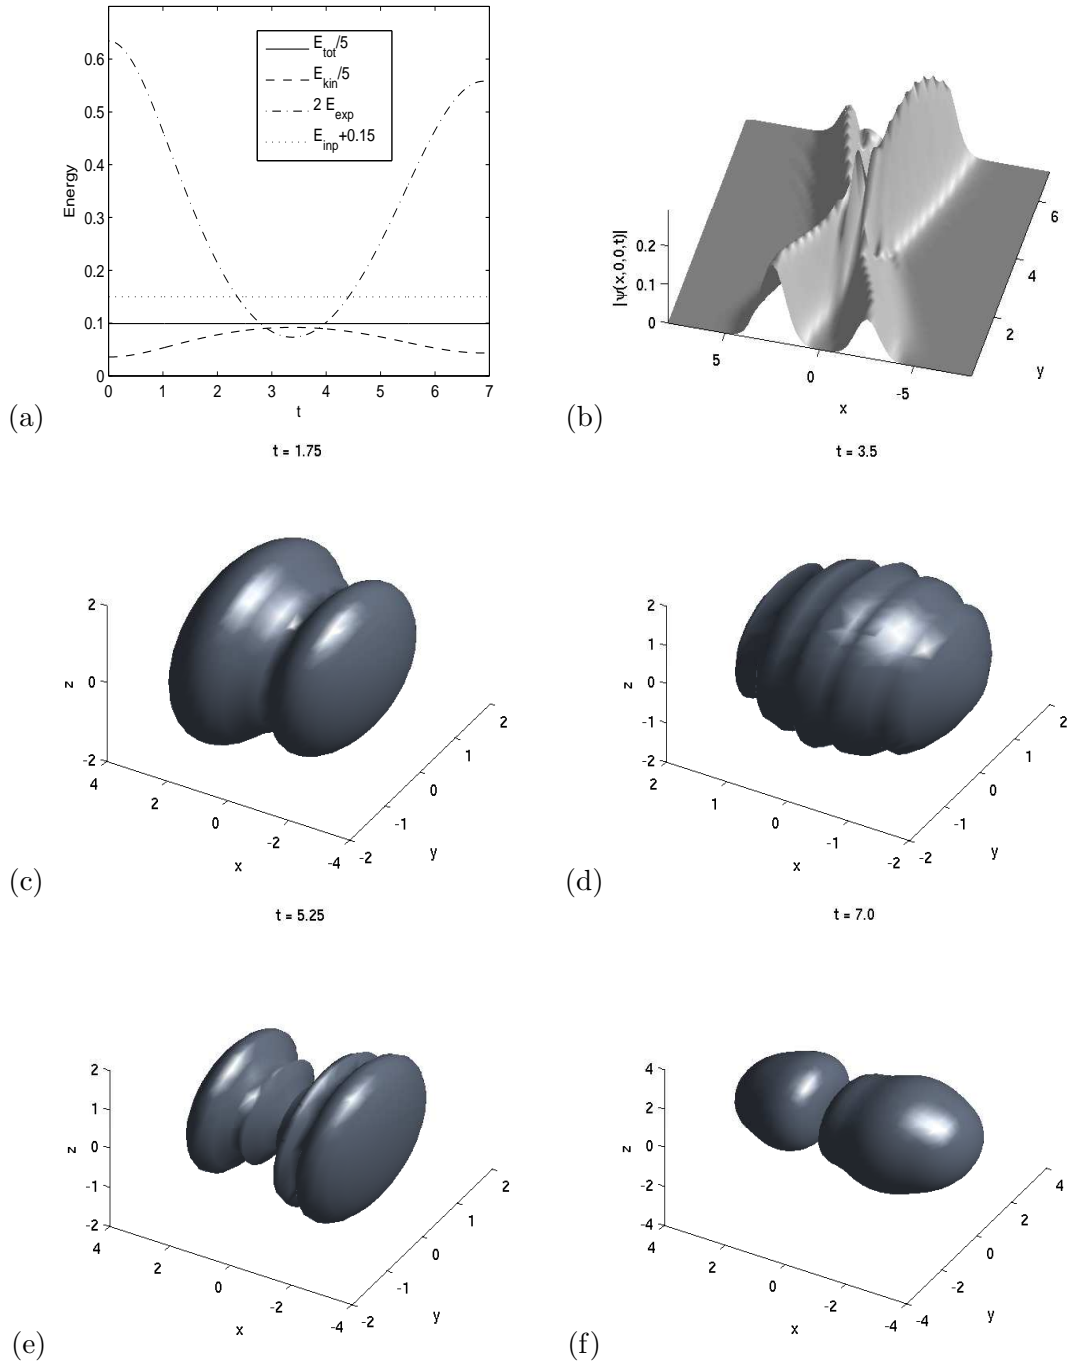 0.6
0.5
0.4
0.3
0.2
0.1
0
Energy
0 1 2 3 4 5 6 7
t
E_tot/5
E_kin/5
2 E_exp
E_inp+0.15
(a)
|ψ(x,0,0,t)|
0.2
0.1
0
5 0 -5
x
2 4 6
y
(b)
t = 1.75
z
2
0
-2
4 2 0 -2 -4
x
-2 -1 0 1 2
y
(c)
t = 3.5
z
2
1
0
-1
-2
2 1 0 -1 -2
x
-2 -1 0 1 2
y
(d)
t = 5.25
z
2
1
0
-1
-2
4 2 0 -2 -4
x
-2 -1 0 1 2
y
(e)
t = 7.0
z
4
2
0
-2
-4
4 2 0 -2 -4
x
-4 -2 0 2 4
y
(f)